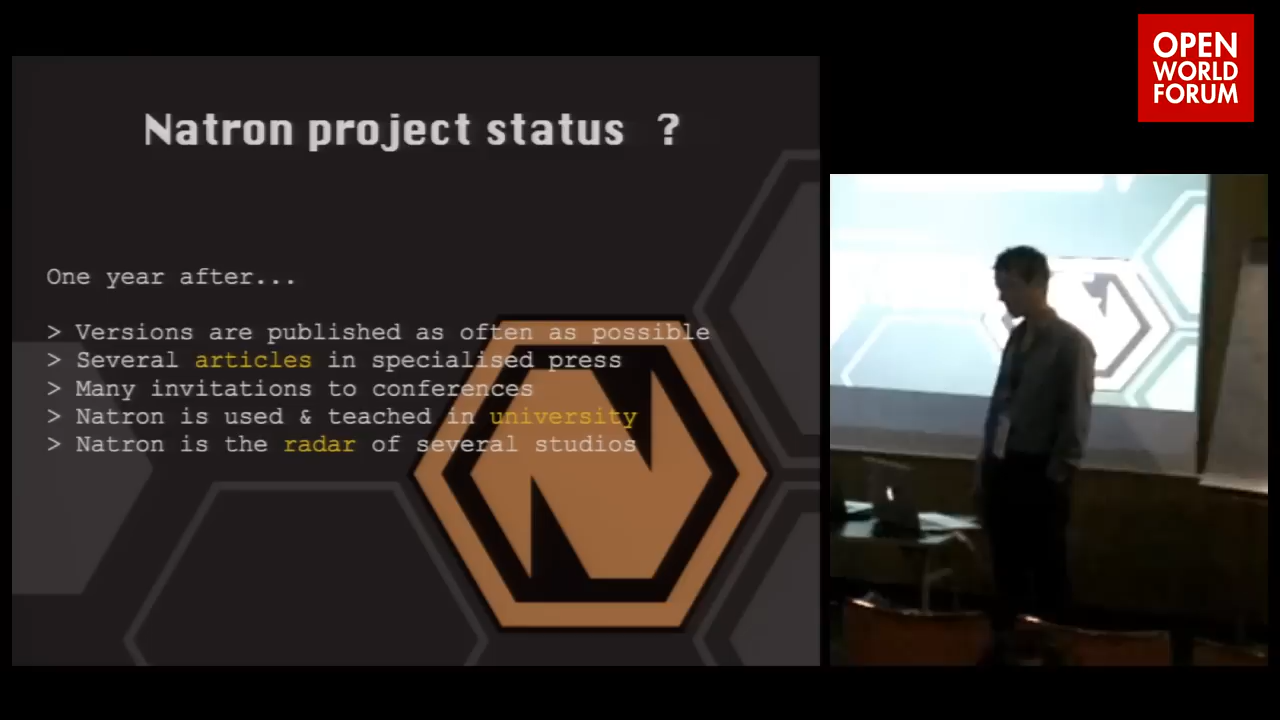 OPEN
WORLD
FORUM
Natron project status ?
One year after...
> Versions are published as often as possible
> Several articles in specialised press
> Many invitations to conferences
> Natron is used & teached in university
> Natron is the radar of several studios